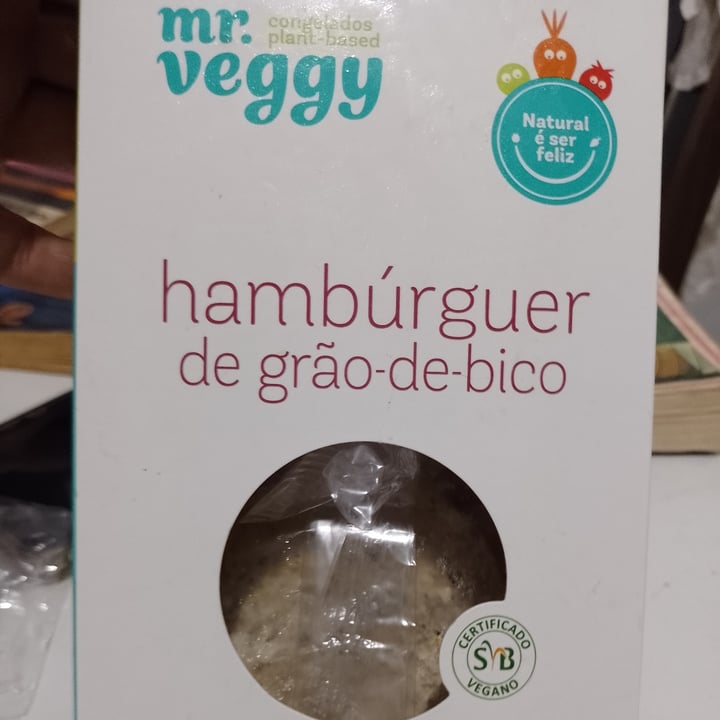 mr.
veggy
congelados
plant-based
Natural
é ser
feliz
hambúrguer
de grão-de-bico
CERTIFICADO
SVB
VEGANO